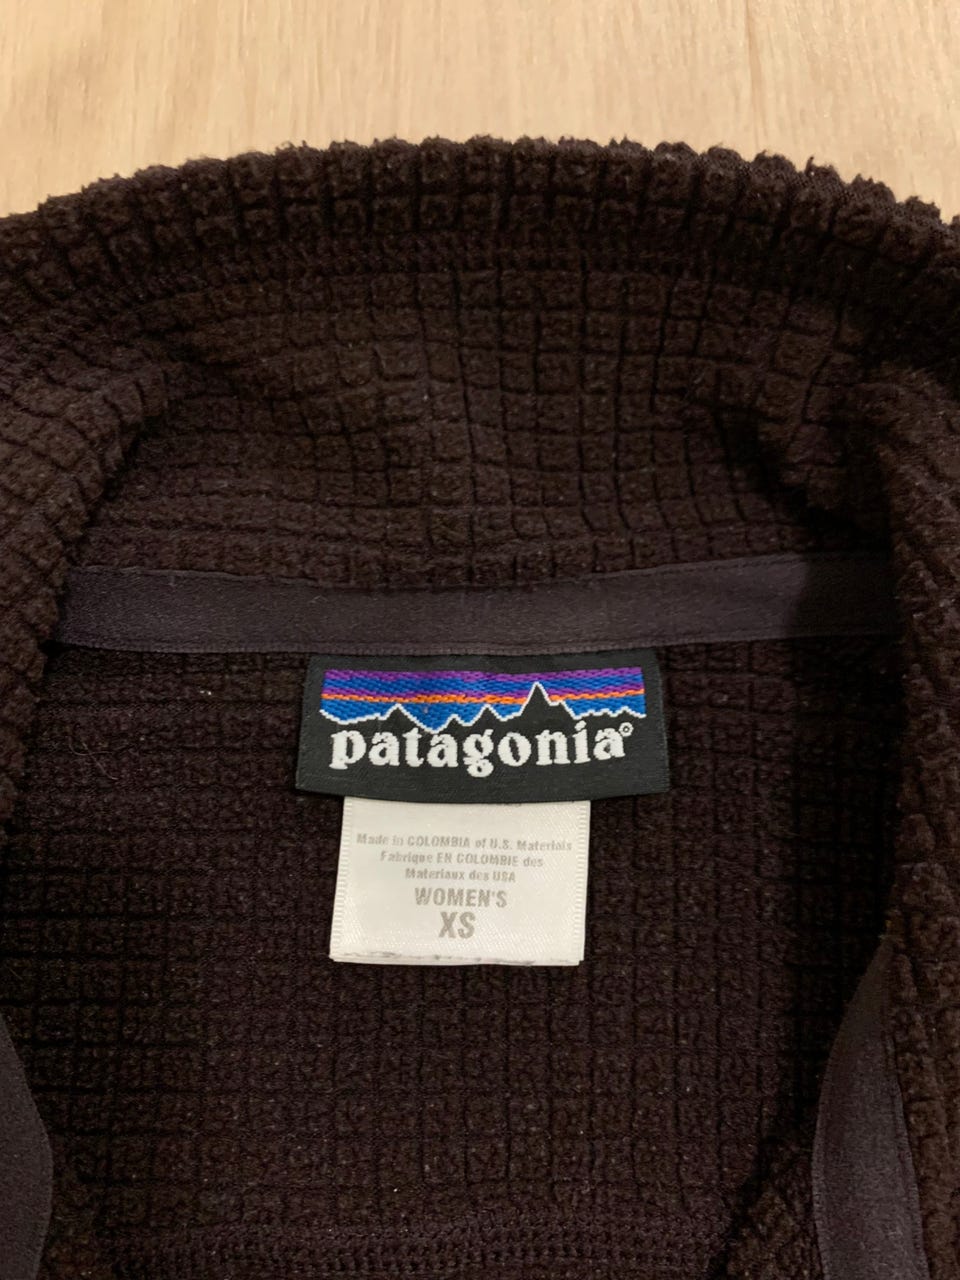 patagonia®
Made in COLOMBIA of U.S. Materials
Fabrique EN COLOMBIE des
Materiaux des USA
WOMEN'S
XS